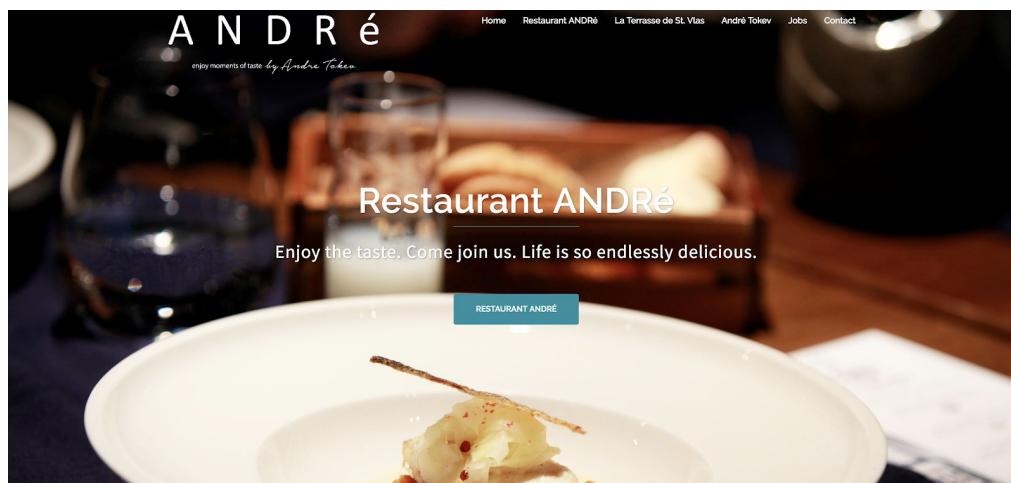 ANDRé
Home Restaurant ANDRé La Terrasse de St. Vlas André Tokev Jobs Contact
enjoy moments of taste by Andre Tokev
Restaurant ANDRé
Enjoy the taste. Come join us. Life is so endlessly delicious.
RESTAURANT ANDRÉ